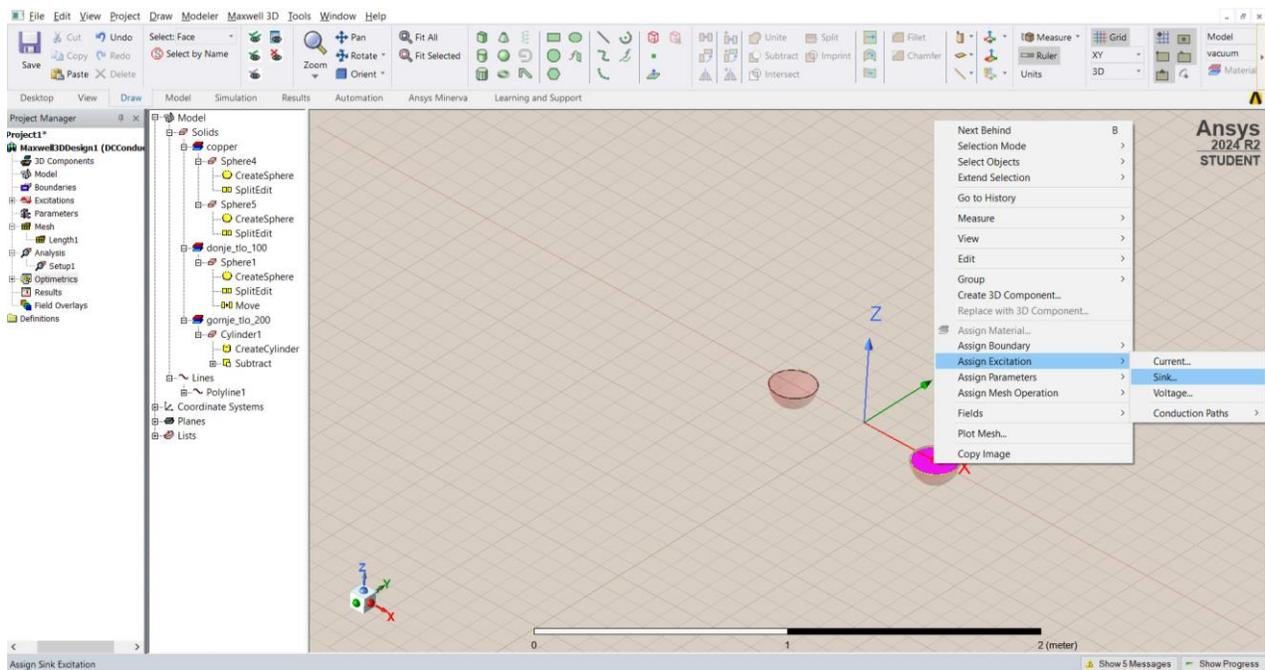 File Edit View Project Draw Modeler Maxwell 3D Tools Window Help
Save
Cut
Copy
Paste
Undo
Redo
Delete
Select: Face
Select by Name
Zoom
Pan
Rotate
Orient
Fit All
Fit Selected
Unite
Subtract
Intersect
Split
Imprint
Fillet
Chamfer
Measure
Ruler
Units
Grid
XY
3D
Model
vacuum
Material
Desktop View Draw Model Simulation Results Automation Ansys Minerva Learning and Support
Project Manager
Project1*
Maxwell3DDesign1 (DCCondu
3D Components
Model
Boundaries
Excitations
Parameters
Mesh
Length1
Analysis
Setup1
Optimetrics
Results
Field Overlays
Definitions
Model
Solids
copper
Sphere4
CreateSphere
SplitEdit
Sphere5
CreateSphere
SplitEdit
donje_tlo_100
Sphere1
CreateSphere
SplitEdit
Move
gornje_tlo_200
Cylinder1
CreateCylinder
Subtract
Lines
Polyline1
Coordinate Systems
Planes
Lists
Ansys
2024 R2
STUDENT
Next Behind B
Selection Mode
Select Objects
Extend Selection
Go to History
Measure
View
Edit
Group
Create 3D Component...
Replace with 3D Component...
Assign Material...
Assign Boundary
Assign Excitation
Assign Parameters
Assign Mesh Operation
Fields
Plot Mesh...
Copy Image
Current...
Sink...
Voltage...
Conduction Paths
Z
X
Z
Y
X
0 1 2 (meter)
Assign Sink Excitation
Show 5 Messages
Show Progress